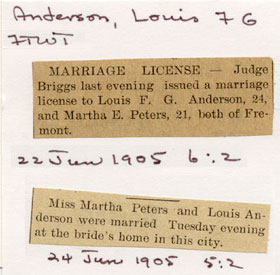 Anderson, Louis F G
FTWT
MARRIAGE LICENSE — Judge
Briggs last evening issued a marriage
license to Louis F. G. Anderson, 24,
and Martha E. Peters, 21, both of Fre-
mont.
22 Jun 1905 6:2
Miss Martha Peters and Louis An-
derson were married Tuesday evening
at the bride's home in this city.
24 Jun 1905 5:2